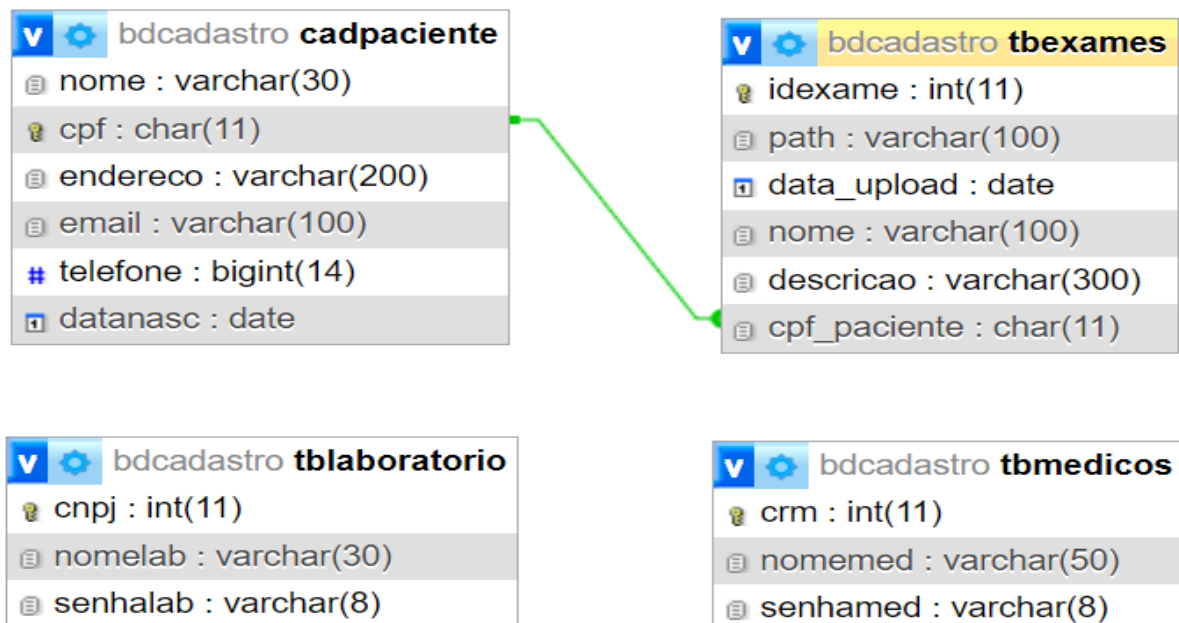 bdcadastro cadpaciente
nome : varchar(30)
cpf : char(11)
endereco : varchar(200)
email : varchar(100)
# telefone : bigint(14)
datanasc : date
bdcadastro tbexames
idexame : int(11)
path : varchar(100)
data_upload : date
nome : varchar(100)
descricao : varchar(300)
cpf_paciente : char(11)
bdcadastro tblaboratorio
cnpj : int(11)
nomelab : varchar(30)
senhalab : varchar(8)
bdcadastro tbmedicos
crm : int(11)
nomemed : varchar(50)
senhamed : varchar(8)